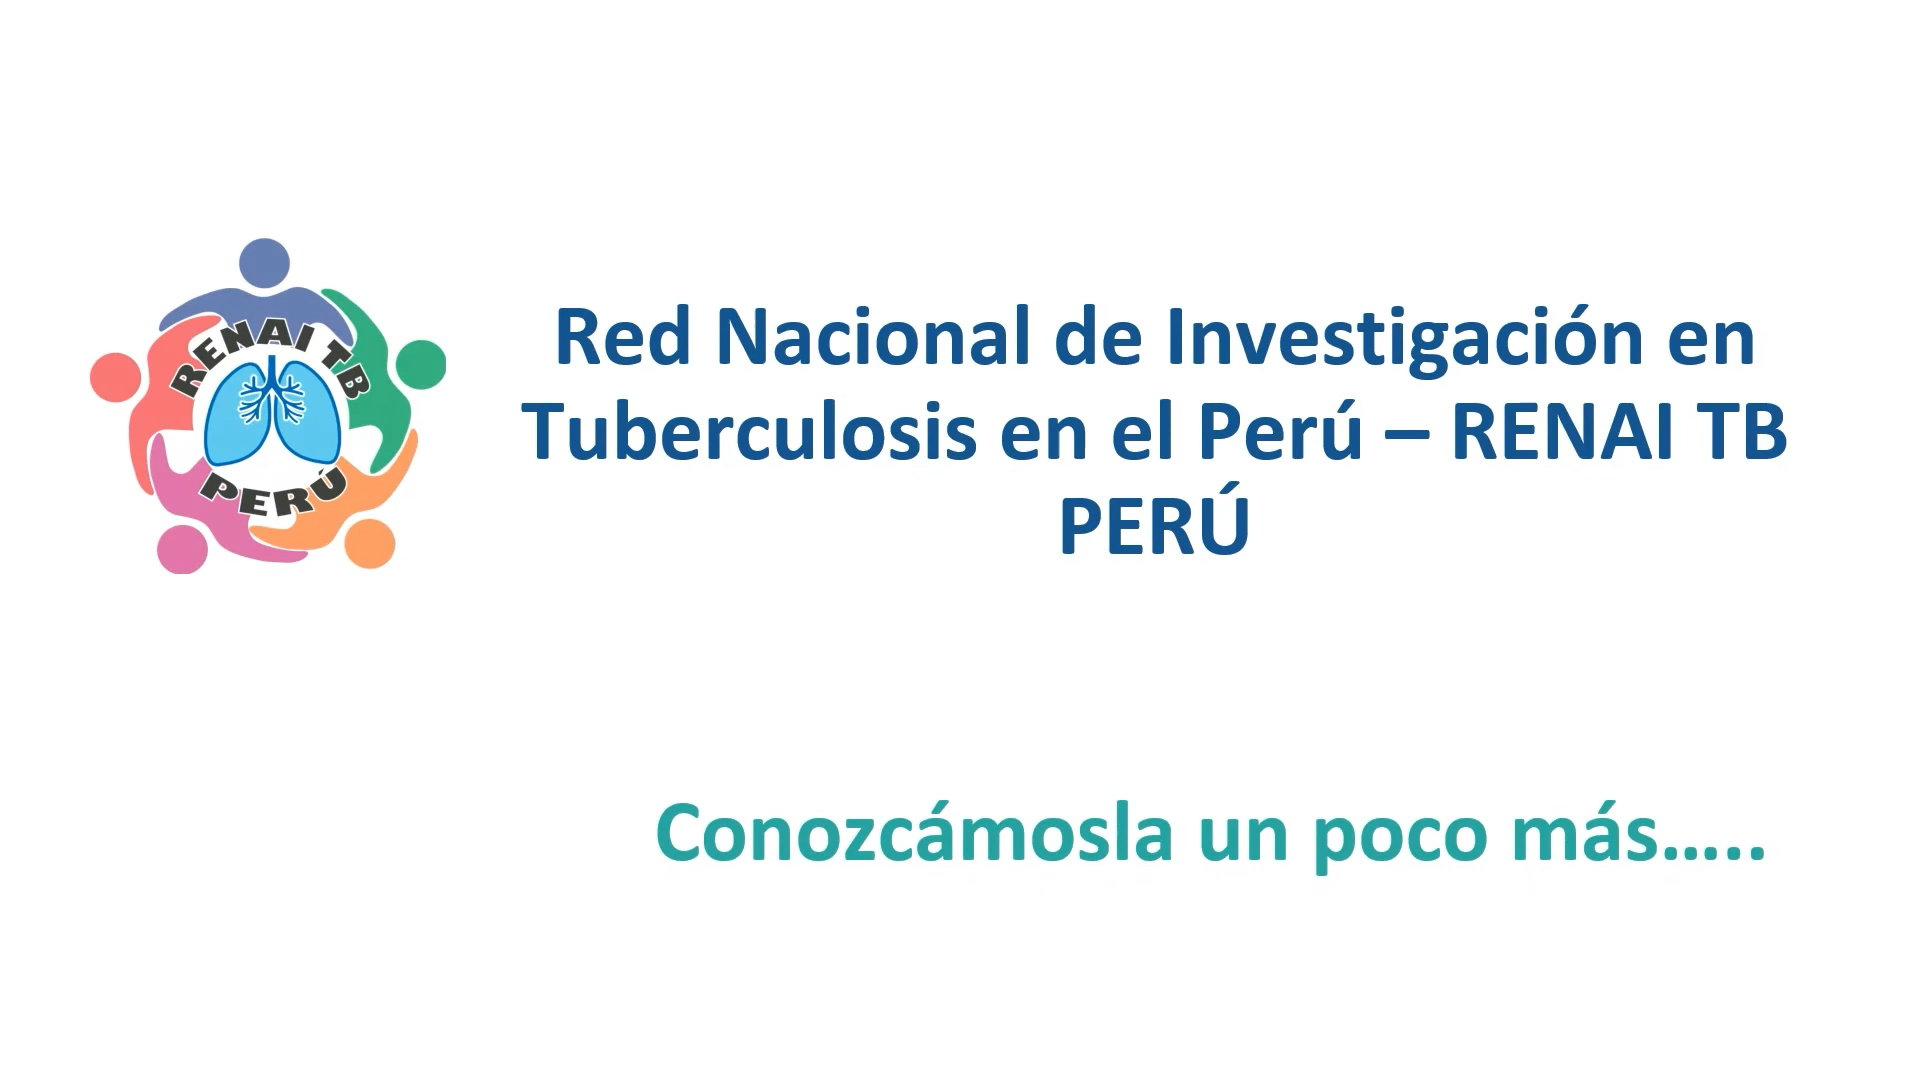 RENAI TB
PERÚ
Red Nacional de Investigación en
Tuberculosis en el Perú – RENAI TB
PERÚ
Conozcámosla un poco más…..